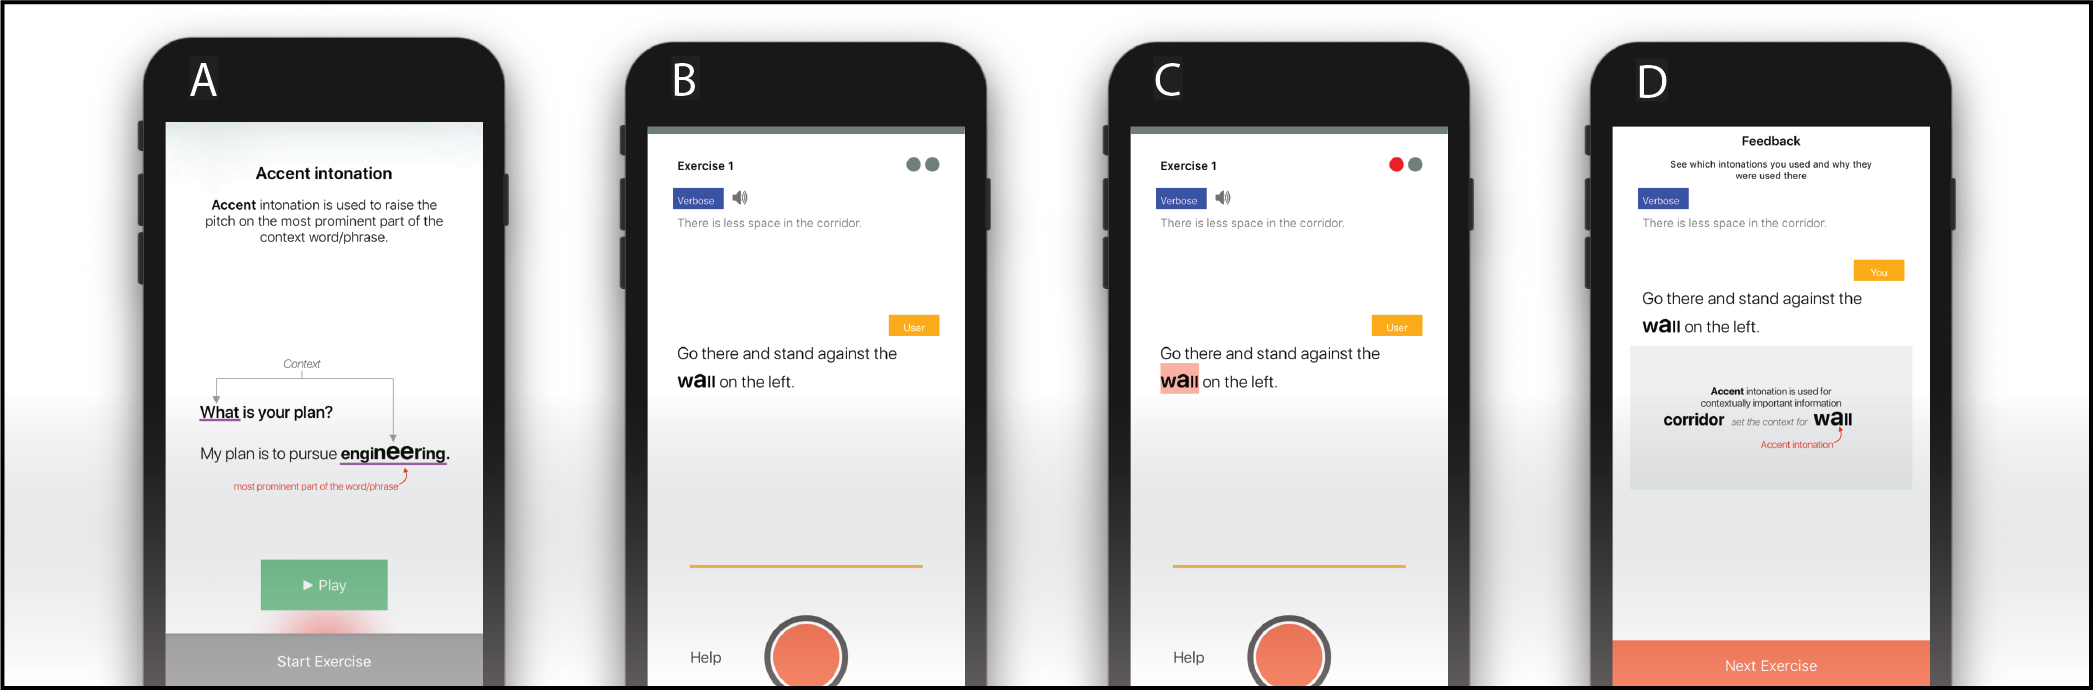 A
Accent intonation
Accent intonation is used to raise the
pitch on the most prominent part of the
context word/phrase.
Context
What is your plan?
My plan is to pursue engineering.
most prominent part of the word/phrase
Play
Start Exercise
B
Exercise 1
Verbose
There is less space in the corridor.
User
Go there and stand against the
wall on the left.
Help
C
Exercise 1
Verbose
There is less space in the corridor.
User
Go there and stand against the
wall on the left.
Help
D
Feedback
See which intonations you used and why they
were used there
Verbose
There is less space in the corridor.
You
Go there and stand against the
wall on the left.
Accent intonation is used for
contextually important information
corridor set the context for wall
Accent intonation
Next Exercise